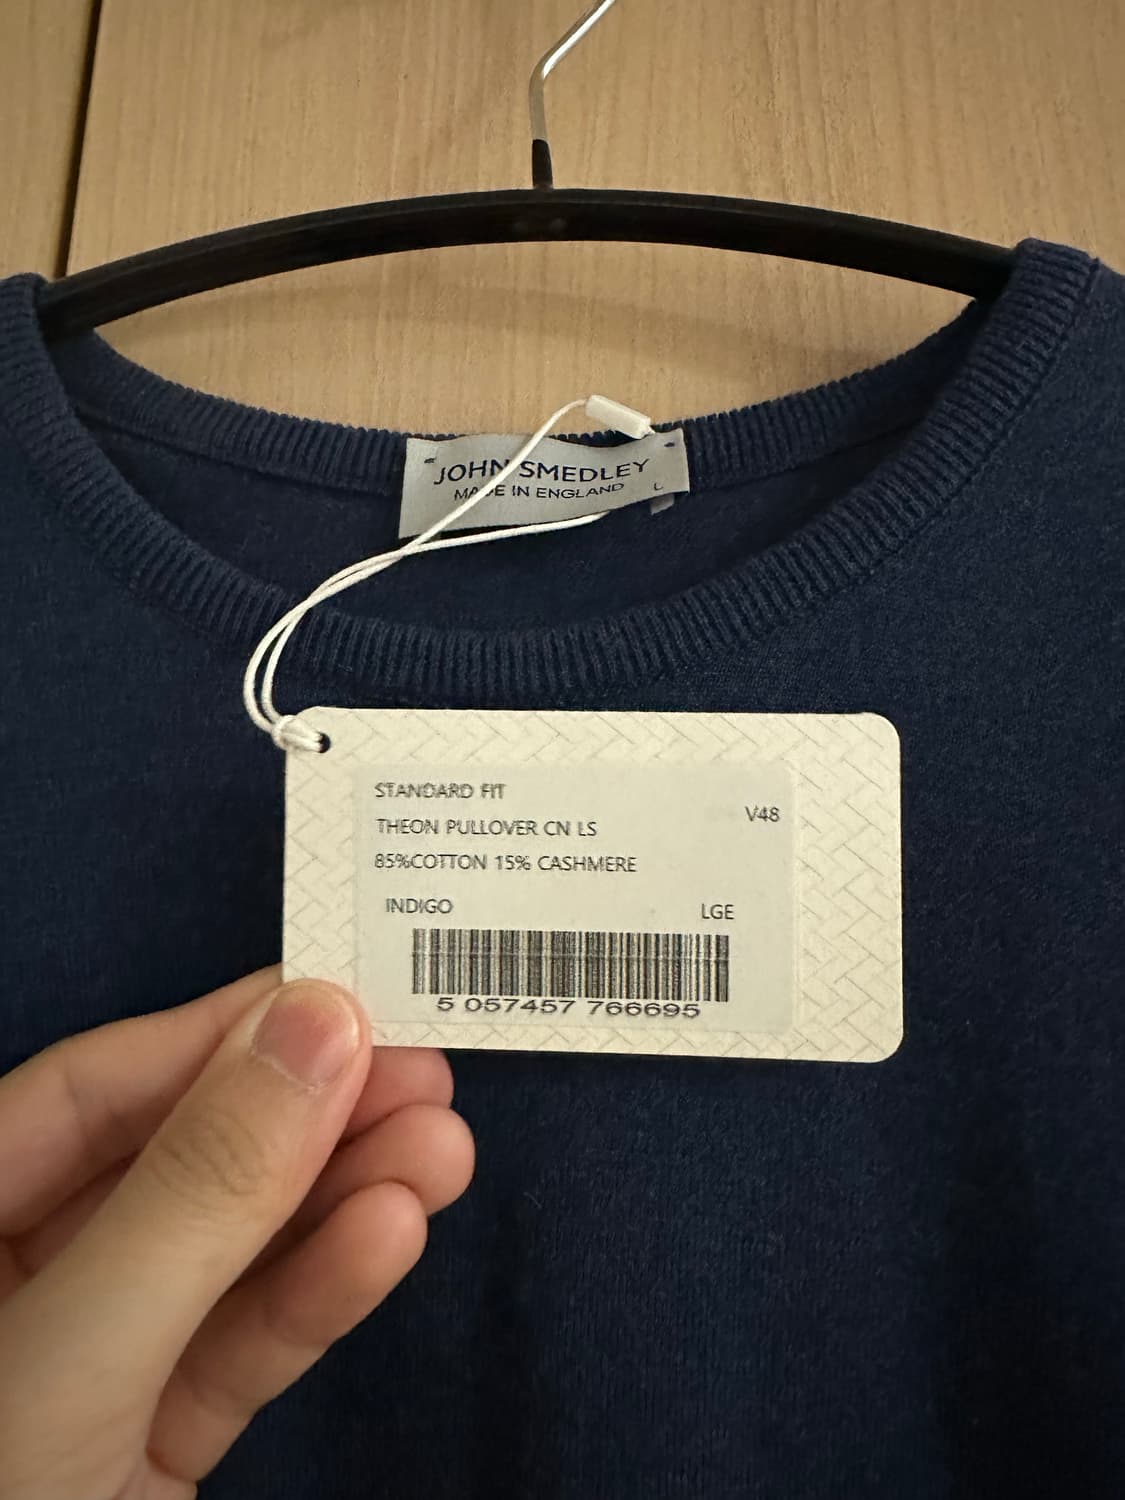 JOHN SMEDLEY
MADE IN ENGLAND
L
STANDARD FIT
V48
THEON PULLOVER CN LS
85%COTTON 15% CASHMERE
INDIGO LGE
5 057457 766695